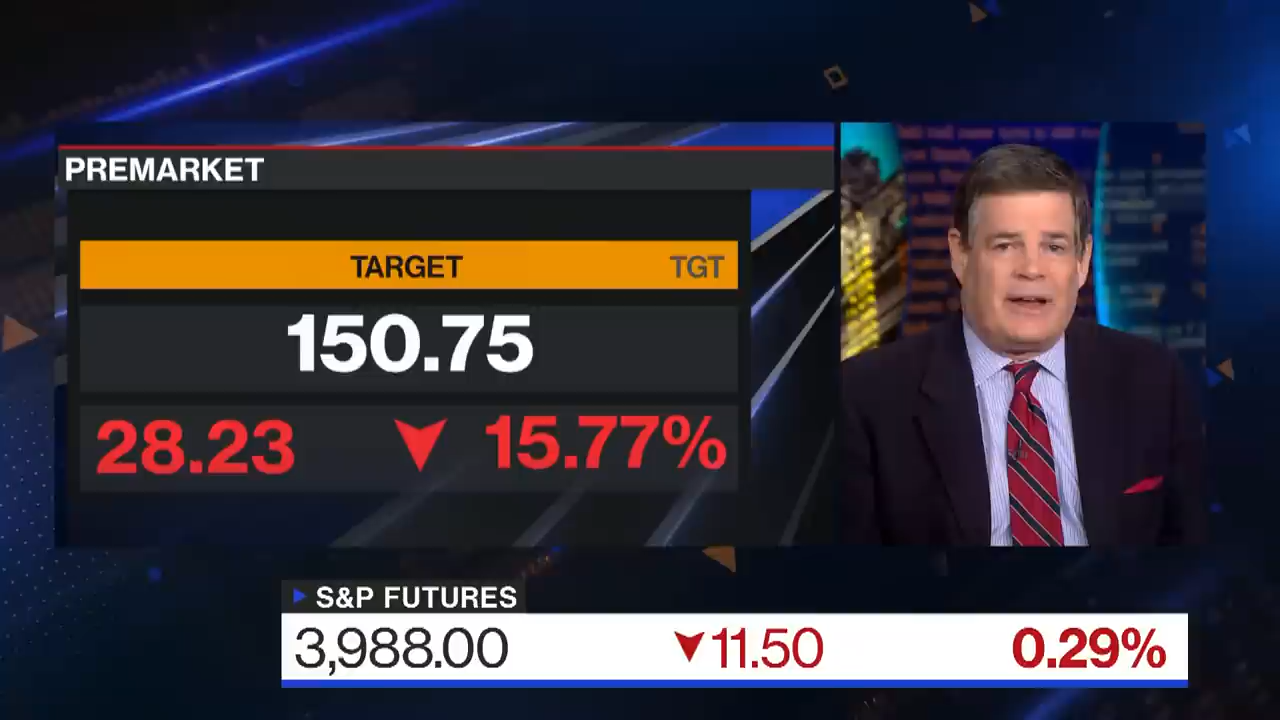 PREMARKET
TARGET TGT
150.75
28.23 ▼ 15.77%
S&P FUTURES
3,988.00 ▼11.50 0.29%